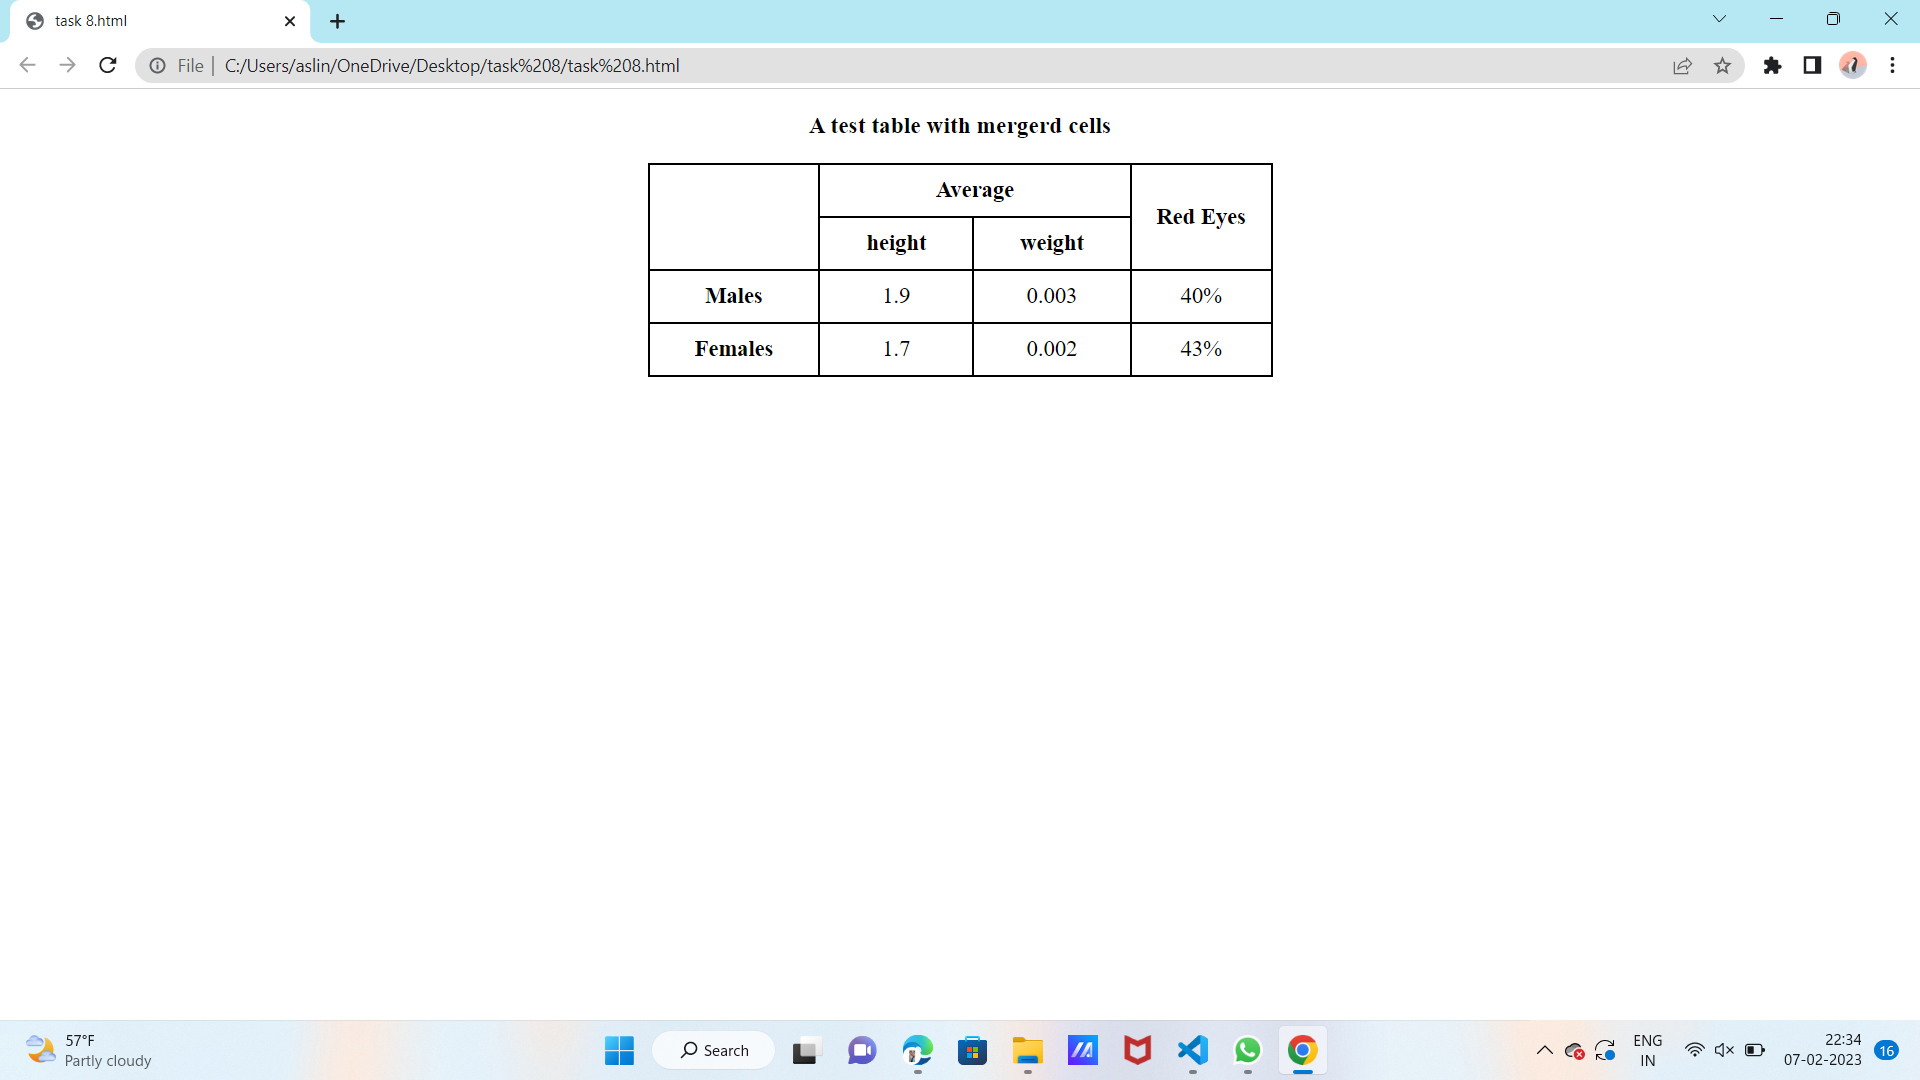 task 8.html
File | C:/Users/aslin/OneDrive/Desktop/task%208/task%208.html
A test table with mergerd cells
Average
Red Eyes
height weight
Males 1.9 0.003 40%
Females 1.7 0.002 43%
57°F
Partly cloudy
Search
ENG
IN
22:34
07-02-2023
16